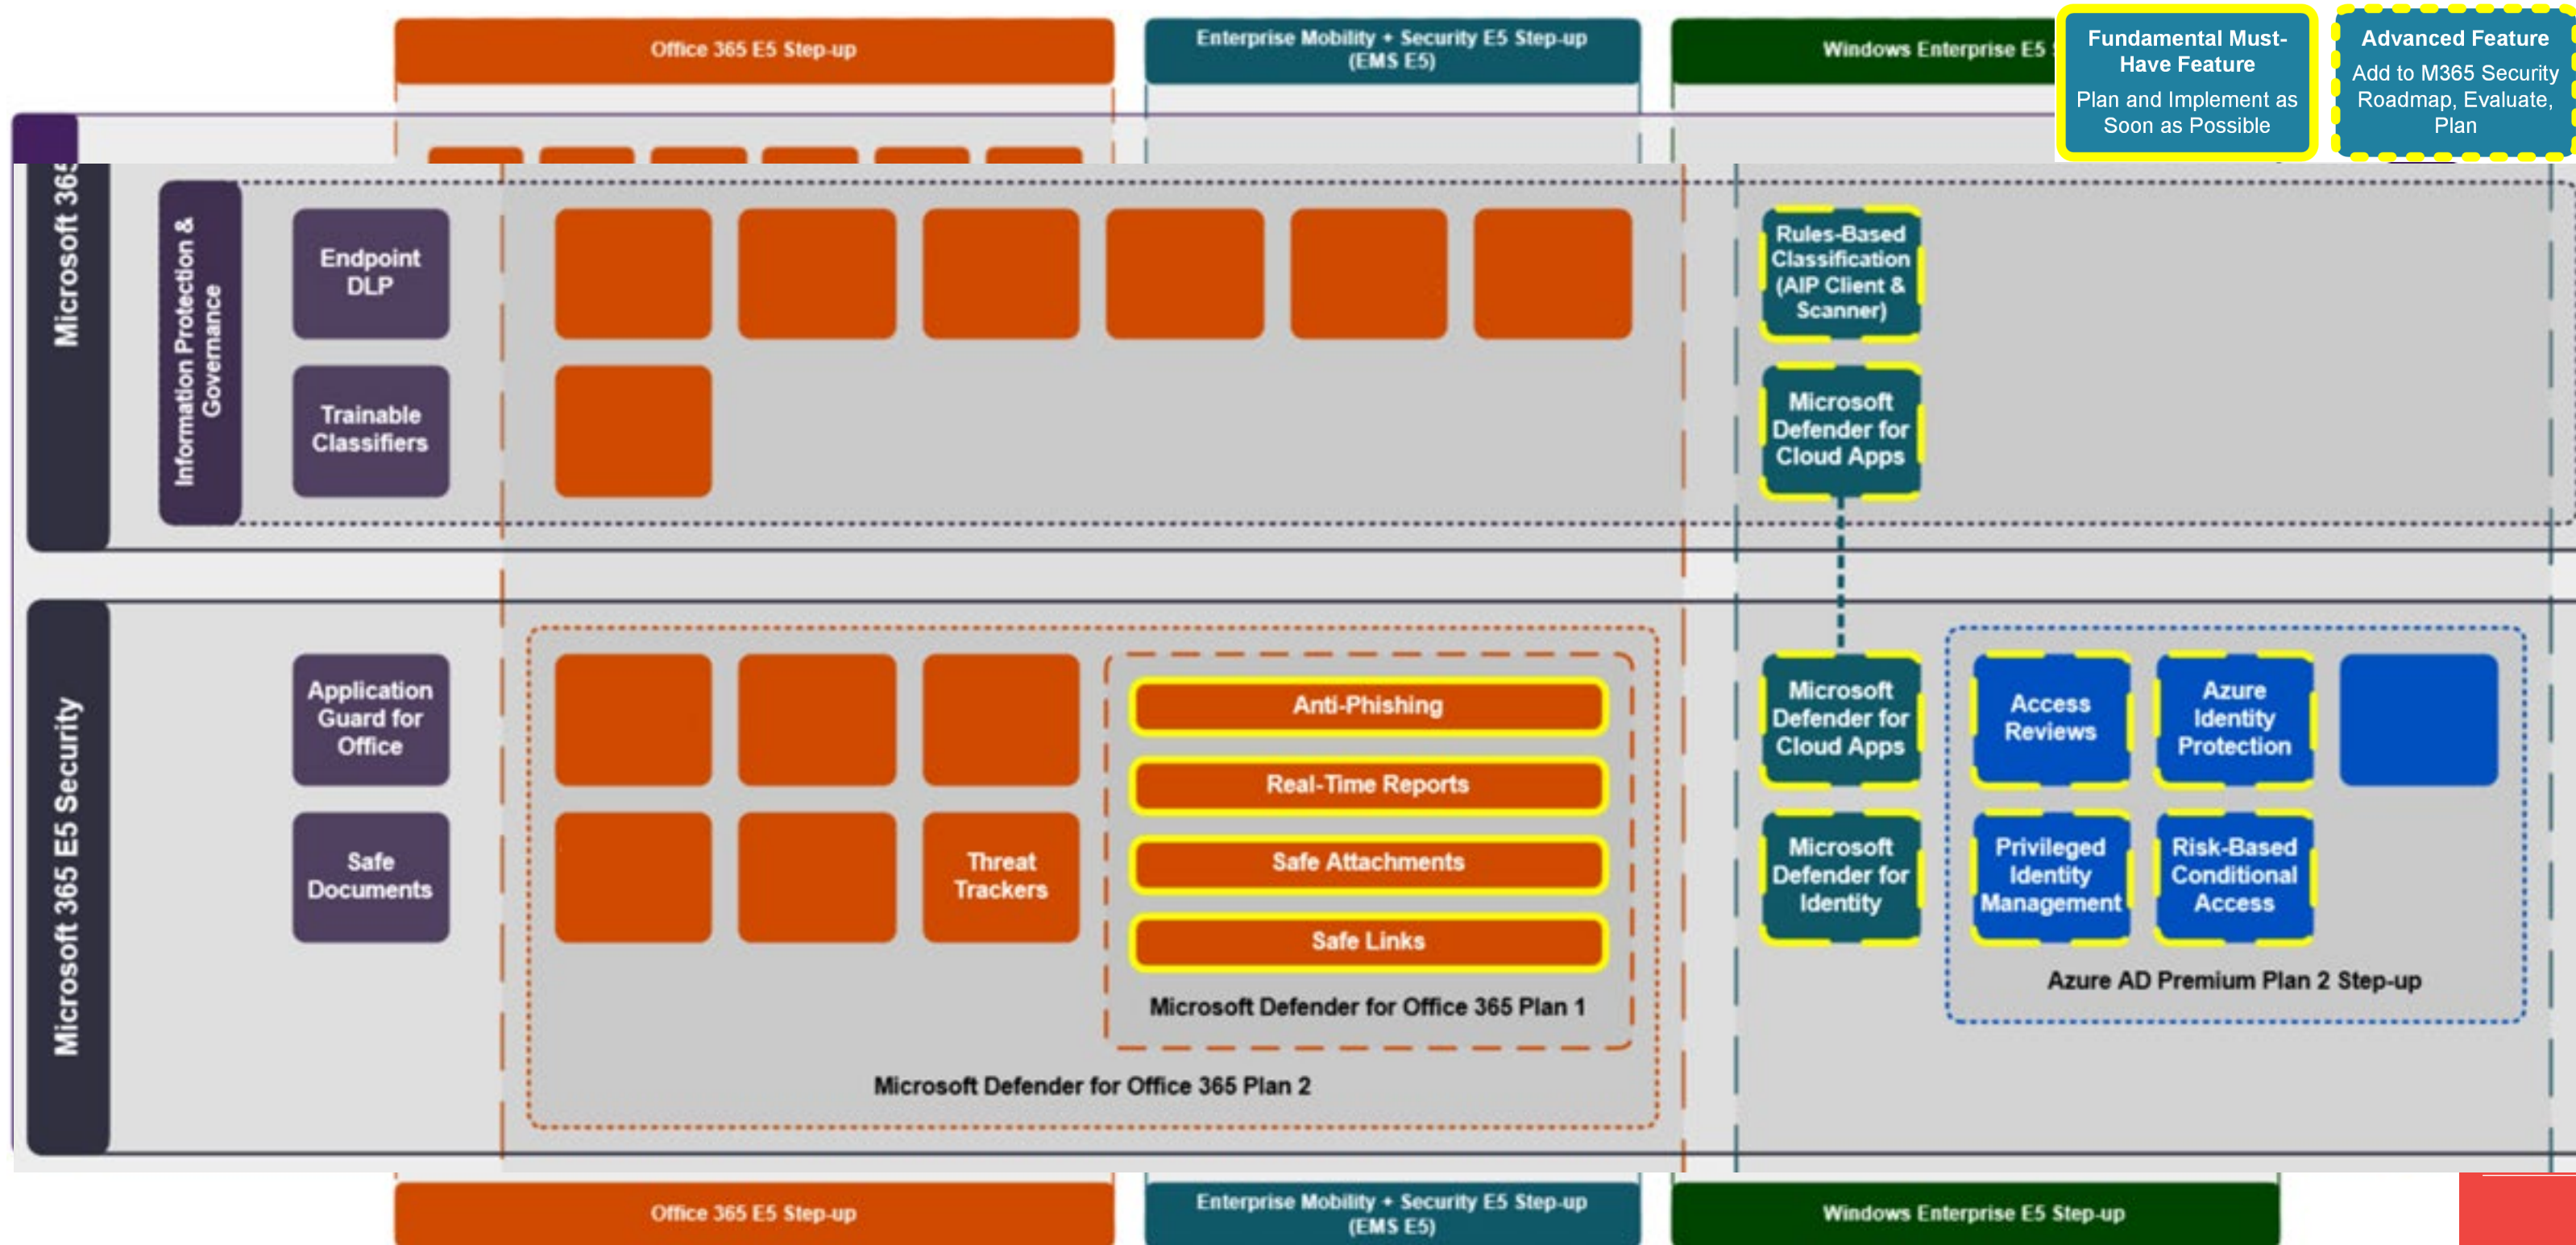 Office 365 E5 Step-up
Enterprise Mobility + Security E5 Step-up
(EMS E5)
Windows Enterprise E5
Fundamental Must-
Have Feature
Plan and Implement as
Soon as Possible
Advanced Feature
Add to M365 Security
Roadmap, Evaluate,
Plan
Microsoft 365
Information Protection &
Governance
Endpoint
DLP
Rules-Based
Classification
(AIP Client &
Scanner)
Trainable
Classifiers
Microsoft
Defender for
Cloud Apps
Microsoft 365 E5 Security
Application
Guard for
Office
Safe
Documents
Threat
Trackers
Anti-Phishing
Real-Time Reports
Safe Attachments
Safe Links
Microsoft Defender for Office 365 Plan 1
Microsoft Defender for Office 365 Plan 2
Microsoft
Defender for
Cloud Apps
Access
Reviews
Azure
Identity
Protection
Microsoft
Defender for
Identity
Privileged
Identity
Management
Risk-Based
Conditional
Access
Azure AD Premium Plan 2 Step-up
Office 365 E5 Step-up
Enterprise Mobility + Security E5 Step-up
(EMS E5)
Windows Enterprise E5 Step-up